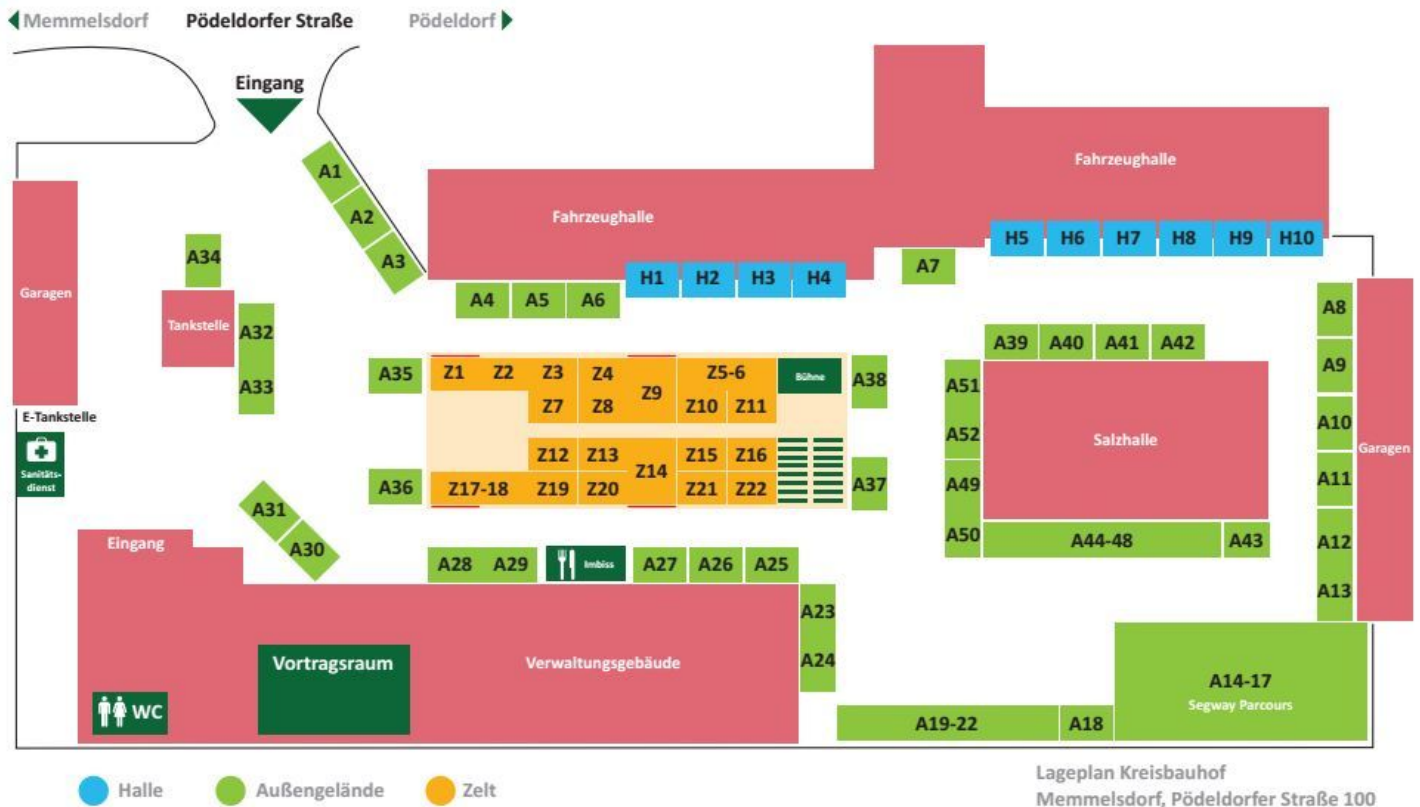 Memmelsdorf Pödeldorfer Straße Pödeldorf
Eingang
A1
A2
A3
Fahrzeughalle
Fahrzeughalle
H5 H6 H7 H8 H9 H10
A34
A7
H1 H2 H3 H4
Garagen
A4 A5 A6
A8
Tankstelle
A32
A33
A39 A40 A41 A42
A9
A35
Z1 Z2 Z3 Z4 Z9 Z5-6 Bühne
A38
Z7 Z8 Z10 Z11
A51
A52
E-Tankstelle
Sanitäts-
dienst
A10
Salzhalle
Garagen
Z12 Z13 Z14 Z15 Z16
A36
Z17-18 Z19 Z20 Z21 Z22
A37
A49
A50
A11
A31
A30
Eingang
A44-48 A43
A12
A13
A28 A29 Imbiss A27 A26 A25
A23
A24
Vortragsraum
Verwaltungsgebäude
WC
A14-17
Segway Parcours
A19-22 A18
Halle Außengelände Zelt
Lageplan Kreisbauhof
Memmelsdorf, Pödeldorfer Straße 100